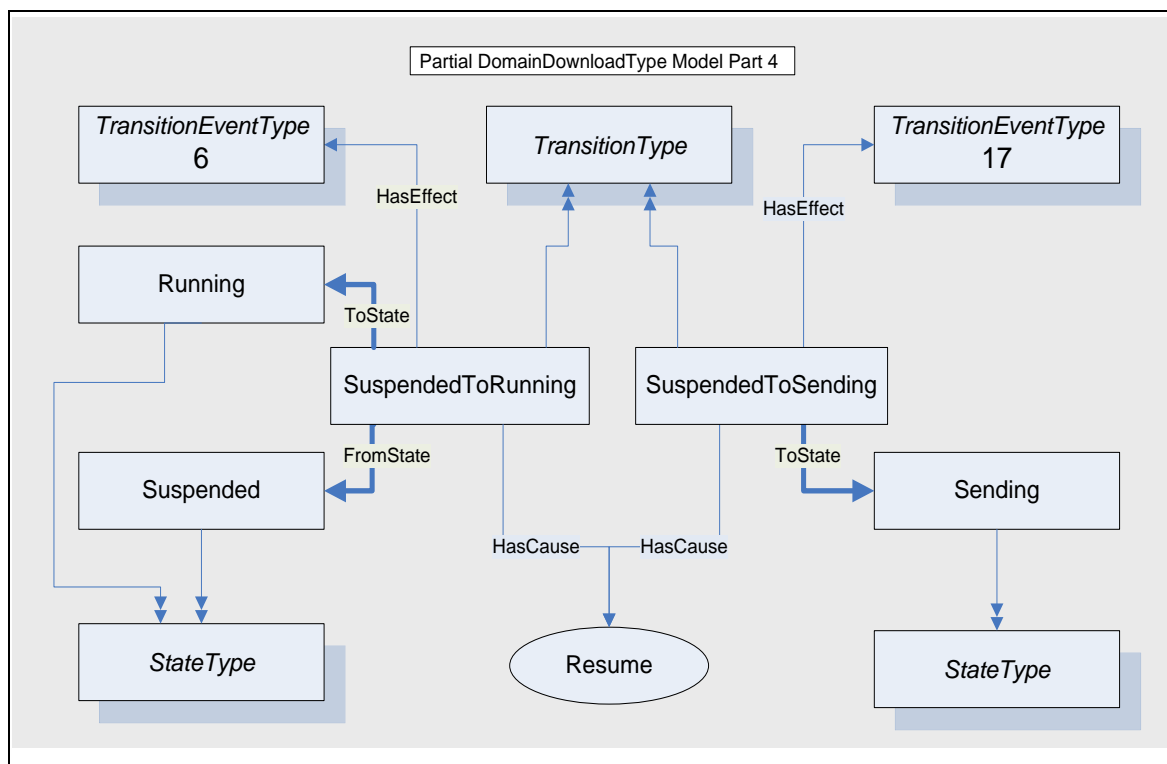 Partial DomainDownloadType Model Part 4
TransitionEventType
6
TransitionType
TransitionEventType
17
HasEffect
HasEffect
Running
ToState
SuspendedToRunning
SuspendedToSending
FromState
ToState
Suspended
Sending
HasCause
HasCause
StateType
Resume
StateType